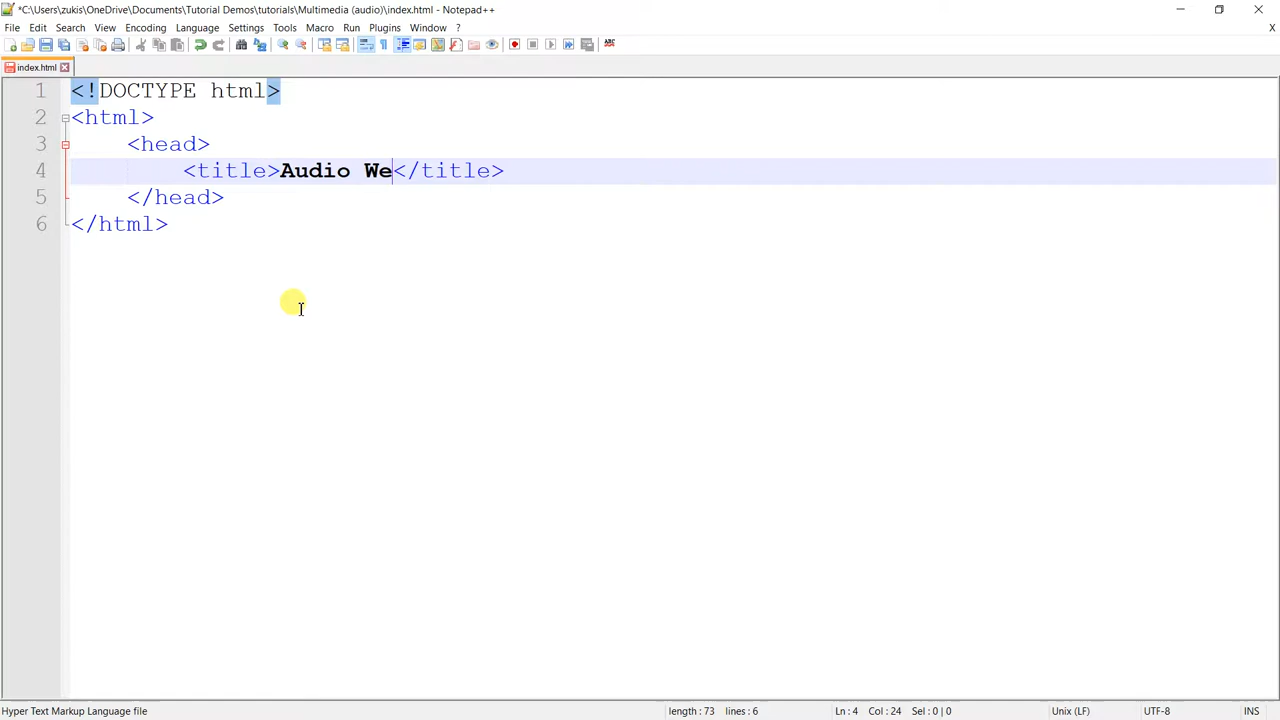 *C:\Users\zukis\OneDrive\Documents\Tutorial Demos\tutorials\Multimedia (audio)\index.html - Notepad++
File Edit Search View Encoding Language Settings Tools Macro Run Plugins Window ?
X
index.html
1 <!DOCTYPE html>
2 <html>
3 <head>
4 <title>Audio We</title>
5 </head>
6 </html>
Hyper Text Markup Language file length : 73 lines : 6 Ln : 4 Col : 24 Sel : 0 | 0 Unix (LF) UTF-8 INS